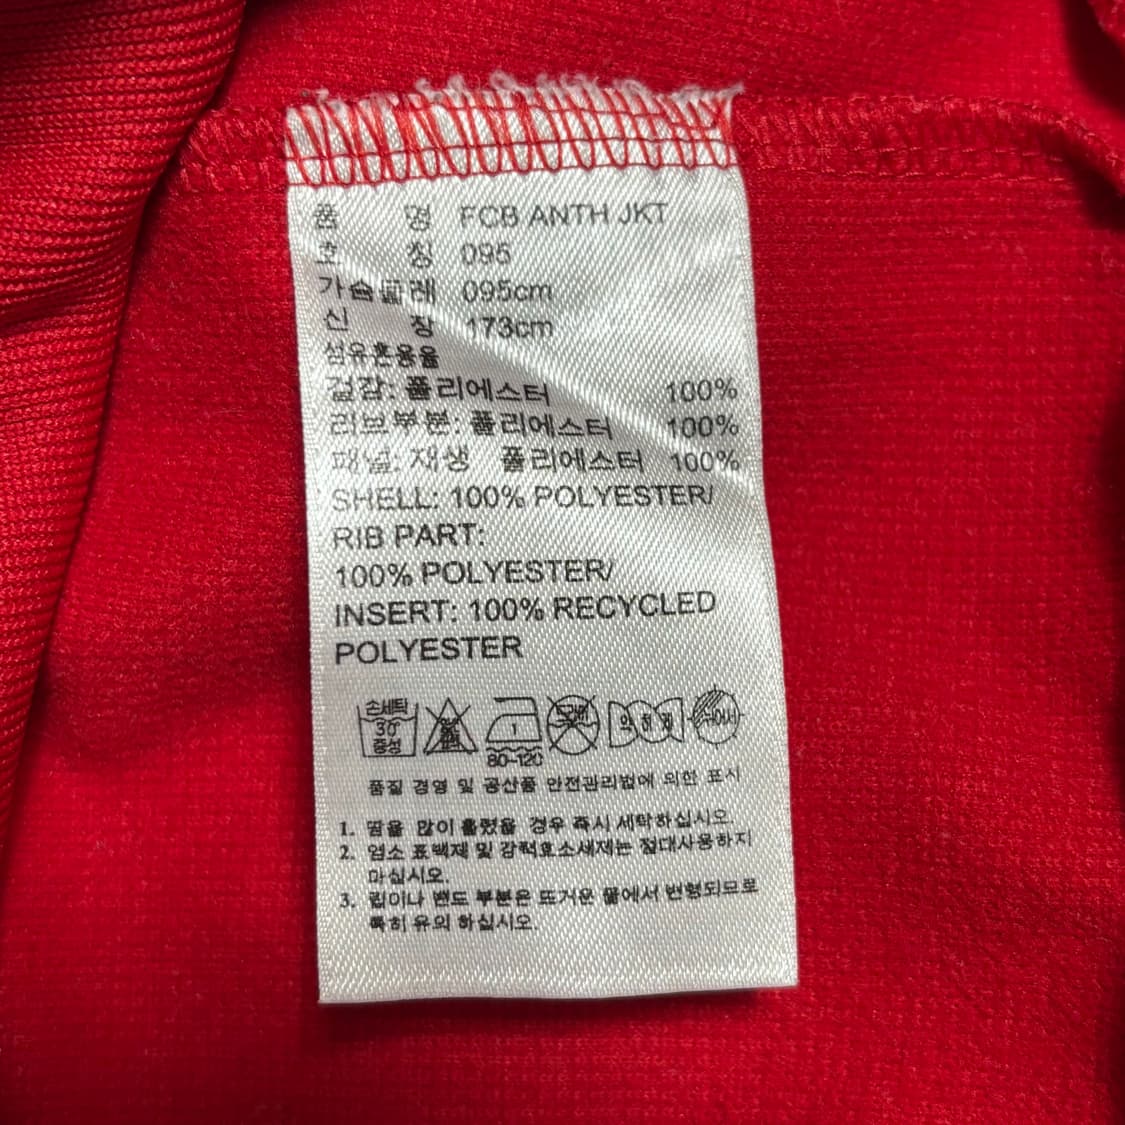 품 명 FCB ANTH JKT
호 칭 095
가슴둘레 095cm
신 장 173cm
섬유혼용율
겉감: 폴리에스터 100%
리브부분: 폴리에스터 100%
패널: 재생 폴리에스터 100%
SHELL: 100% POLYESTER/
RIB PART:
100% POLYESTER/
INSERT: 100% RECYCLED
POLYESTER
손세탁 30° 중성 1 80~120
품질 경영 및 공산품 안전관리법에 의한 표시
1. 땀을 많이 흘렸을 경우 즉시 세탁하십시오.
2. 염소 표백제 및 강력효소세제는 절대사용하지
마십시오.
3. 립이나 밴드 부분은 뜨거운 물에서 변형되므로
특히 유의 하십시오.